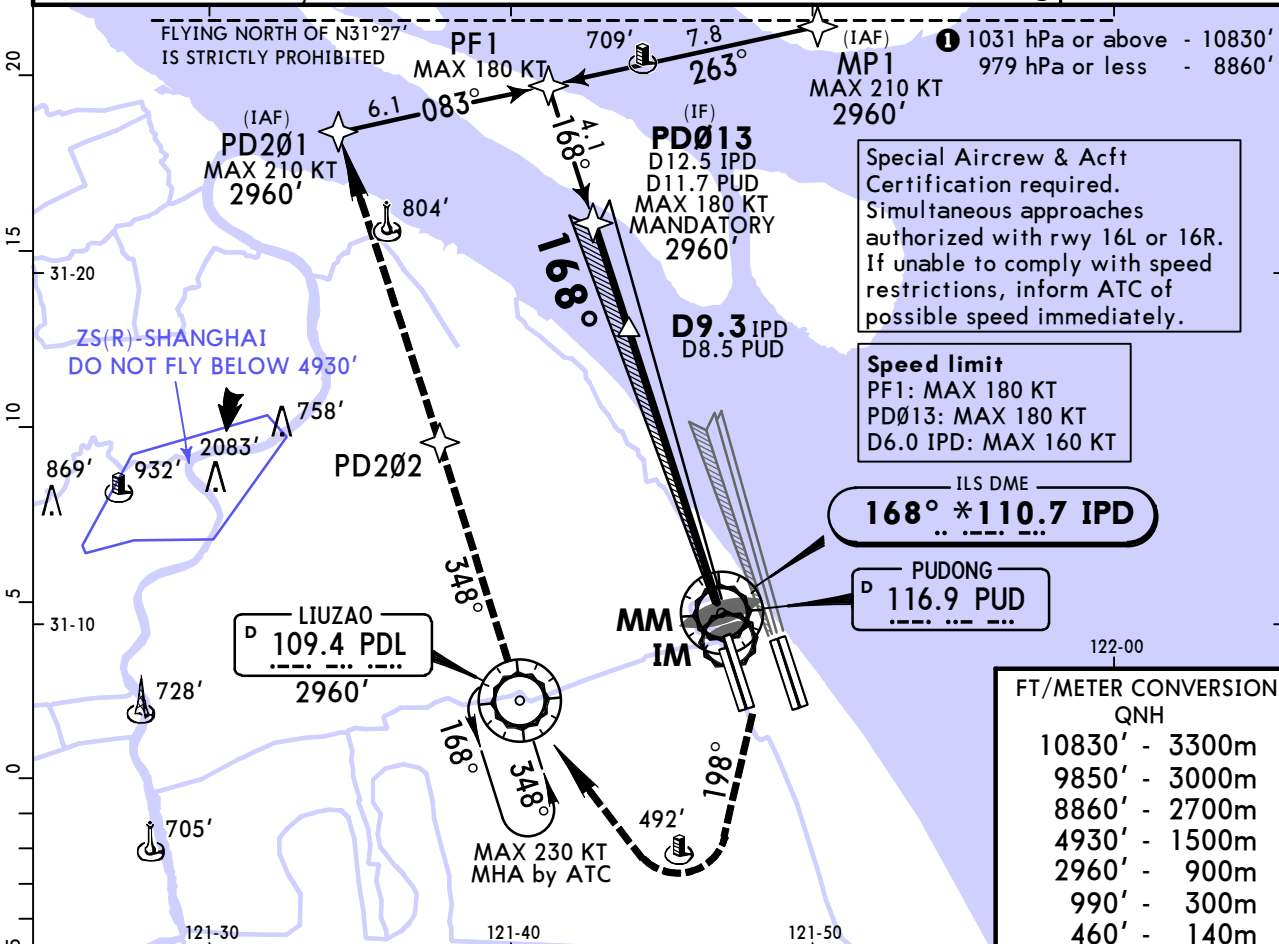 FLYING NORTH OF N31°27'
IS STRICTLY PROHIBITED
PF1
MAX 180 KT
709'
7.8
263°
(IAF)
MP1
MAX 210 KT
2960'
1 1031 hPa or above - 10830'
979 hPa or less - 8860'
20
(IAF)
PD2Ø1
MAX 210 KT
2960'
6.1
083°
4.1
168°
(IF)
PDØ13
D12.5 IPD
D11.7 PUD
MAX 180 KT
MANDATORY
2960'
Special Aircrew & Acft
Certification required.
Simultaneous approaches
authorized with rwy 16L or 16R.
If unable to comply with speed
restrictions, inform ATC of
possible speed immediately.
804'
15
31-20
168°
D9.3 IPD
D8.5 PUD
ZS(R)-SHANGHAI
DO NOT FLY BELOW 4930'
Speed limit
PF1: MAX 180 KT
PDØ13: MAX 180 KT
D6.0 IPD: MAX 160 KT
10
758'
2083'
932'
869'
PD2Ø2
ILS DME
168° *110.7 IPD
348°
PUDONG
D 116.9 PUD
5
31-10
MM
IM
LIUZAO
D 109.4 PDL
2960'
122-00
728'
168°
348°
198°
0
705'
492'
MAX 230 KT
MHA by ATC
FT/METER CONVERSION
QNH
10830' - 3300m
9850' - 3000m
8860' - 2700m
4930' - 1500m
2960' - 900m
990' - 300m
460' - 140m
121-30
121-40
121-50
5